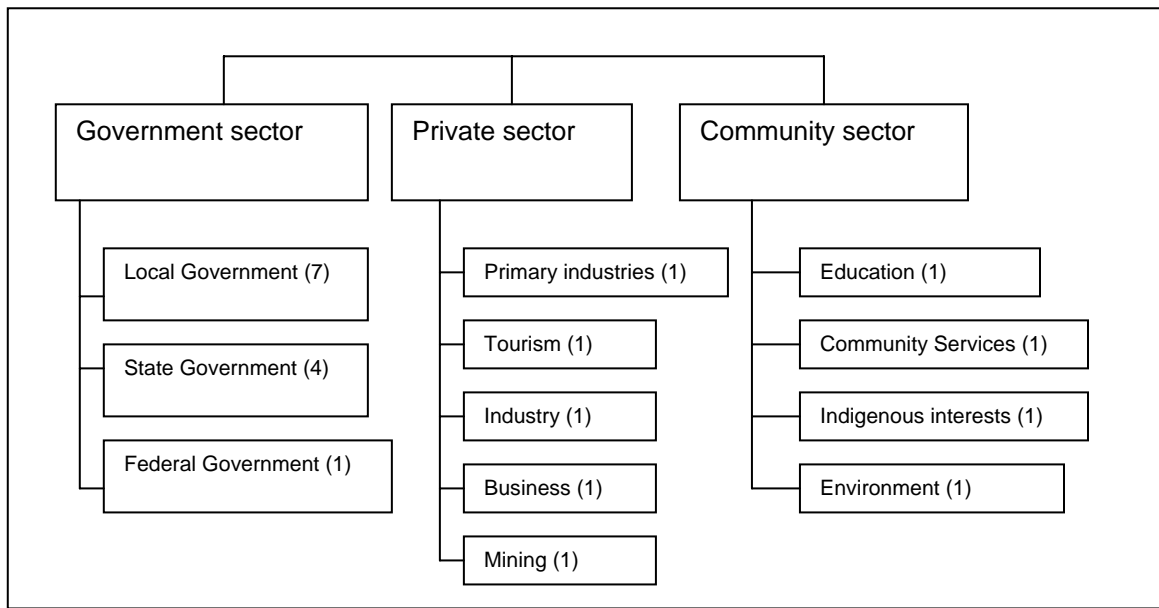 Government sector
Private sector
Community sector
Local Government (7)
State Government (4)
Federal Government (1)
Primary industries (1)
Tourism (1)
Industry (1)
Business (1)
Mining (1)
Education (1)
Community Services (1)
Indigenous interests (1)
Environment (1)